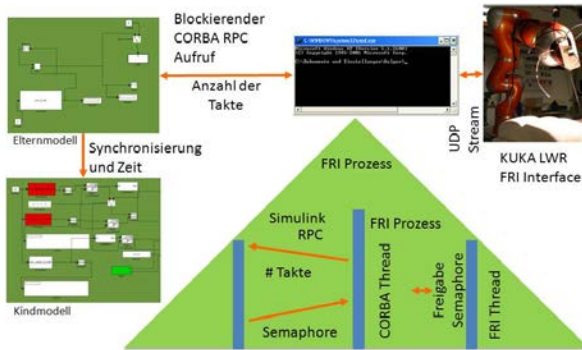 Blockierender
CORBA RPC
Aufruf
Anzahl der
Takte
Elternmodell
Synchronisierung
und Zeit
Kindmodell
UDP
Stream
KUKA LWR
FRI Interface
FRI Prozess
Simulink
RPC
# Takte
Semaphore
FRI Prozess
CORBA Thread
Freigabe
Semaphore
FRI Thread